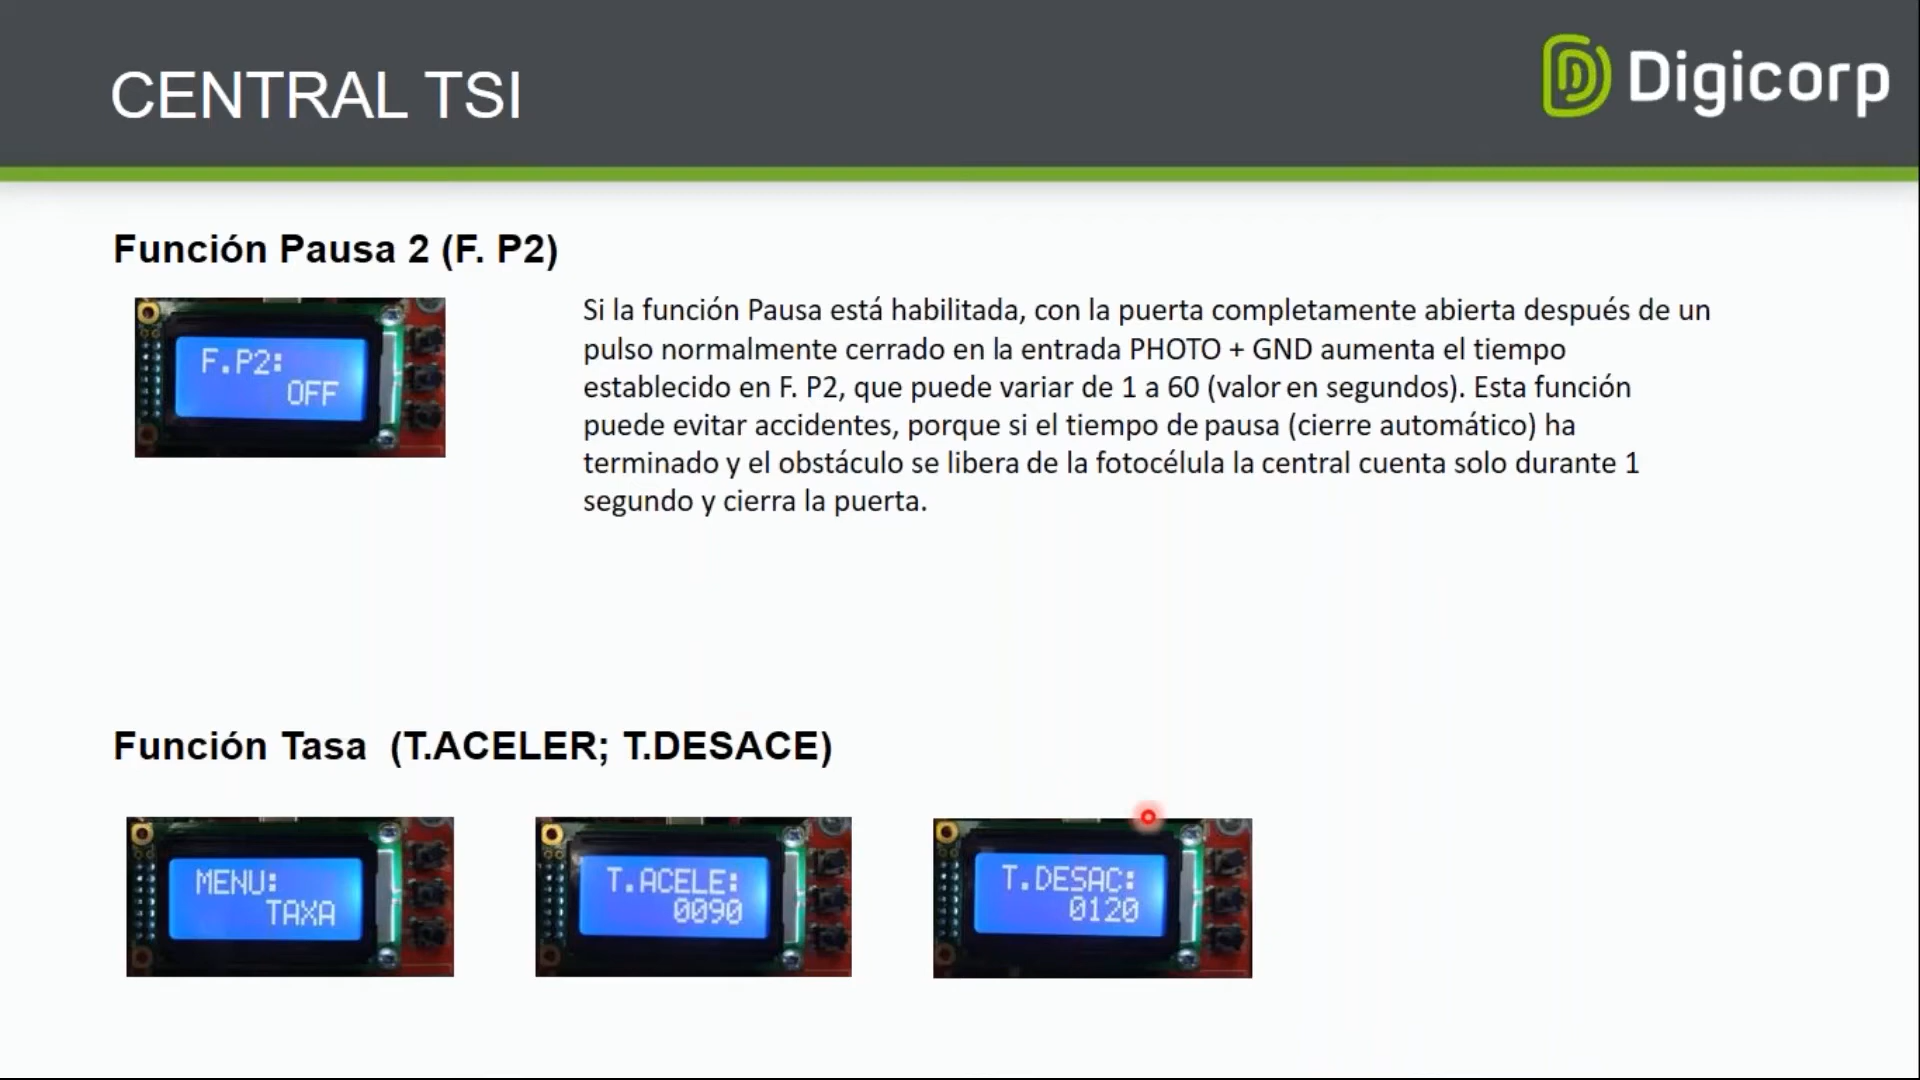 CENTRAL TSI
Digicorp
Función Pausa 2 (F. P2)
F.P2:
OFF
Si la función Pausa está habilitada, con la puerta completamente abierta después de un
pulso normalmente cerrado en la entrada PHOTO + GND aumenta el tiempo
establecido en F. P2, que puede variar de 1 a 60 (valor en segundos). Esta función
puede evitar accidentes, porque si el tiempo de pausa (cierre automático) ha
terminado y el obstáculo se libera de la fotocélula la central cuenta solo durante 1
segundo y cierra la puerta.
Función Tasa (T.ACELER; T.DESACE)
MENU:
TAXA
T.ACELE:
0090
T.DESAC:
0120